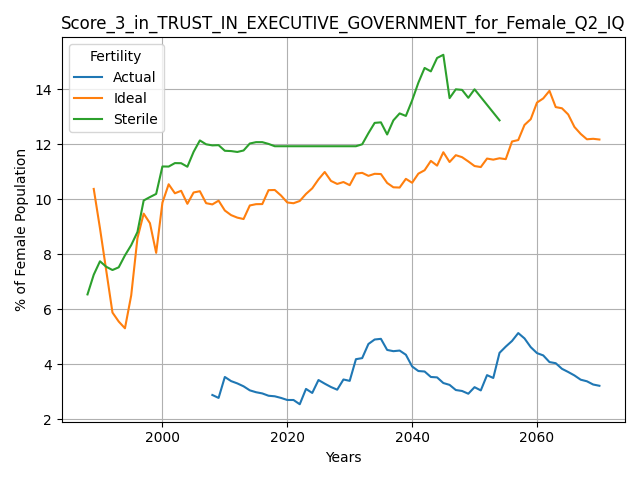 Score_3_in_TRUST_IN_EXECUTIVE_GOVERNMENT_for_Female_Q2_IQ
Fertility
Actual
Ideal
Sterile
% of Female Population
14
12
10
8
6
4
2
2000 2020 2040 2060
Years